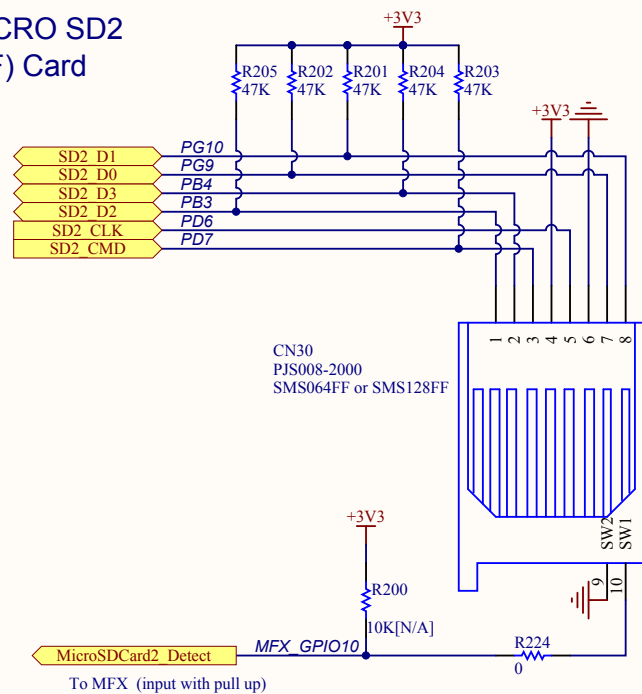 CRO SD2
F) Card
+3V3
R205
47K
R202
47K
R201
47K
R204
47K
R203
47K
+3V3
SD2_D1
PG10
SD2_D0
PG9
SD2_D3
PB4
SD2_D2
PB3
SD2_CLK
PD6
SD2_CMD
PD7
1
2
3
4
5
6
7
8
CN30
PJS008-2000
SMS064FF or SMS128FF
SW2
SW1
9
10
+3V3
R200
10K[N/A]
MicroSDCard2_Detect
MFX_GPIO10
R224
0
To MFX (input with pull up)